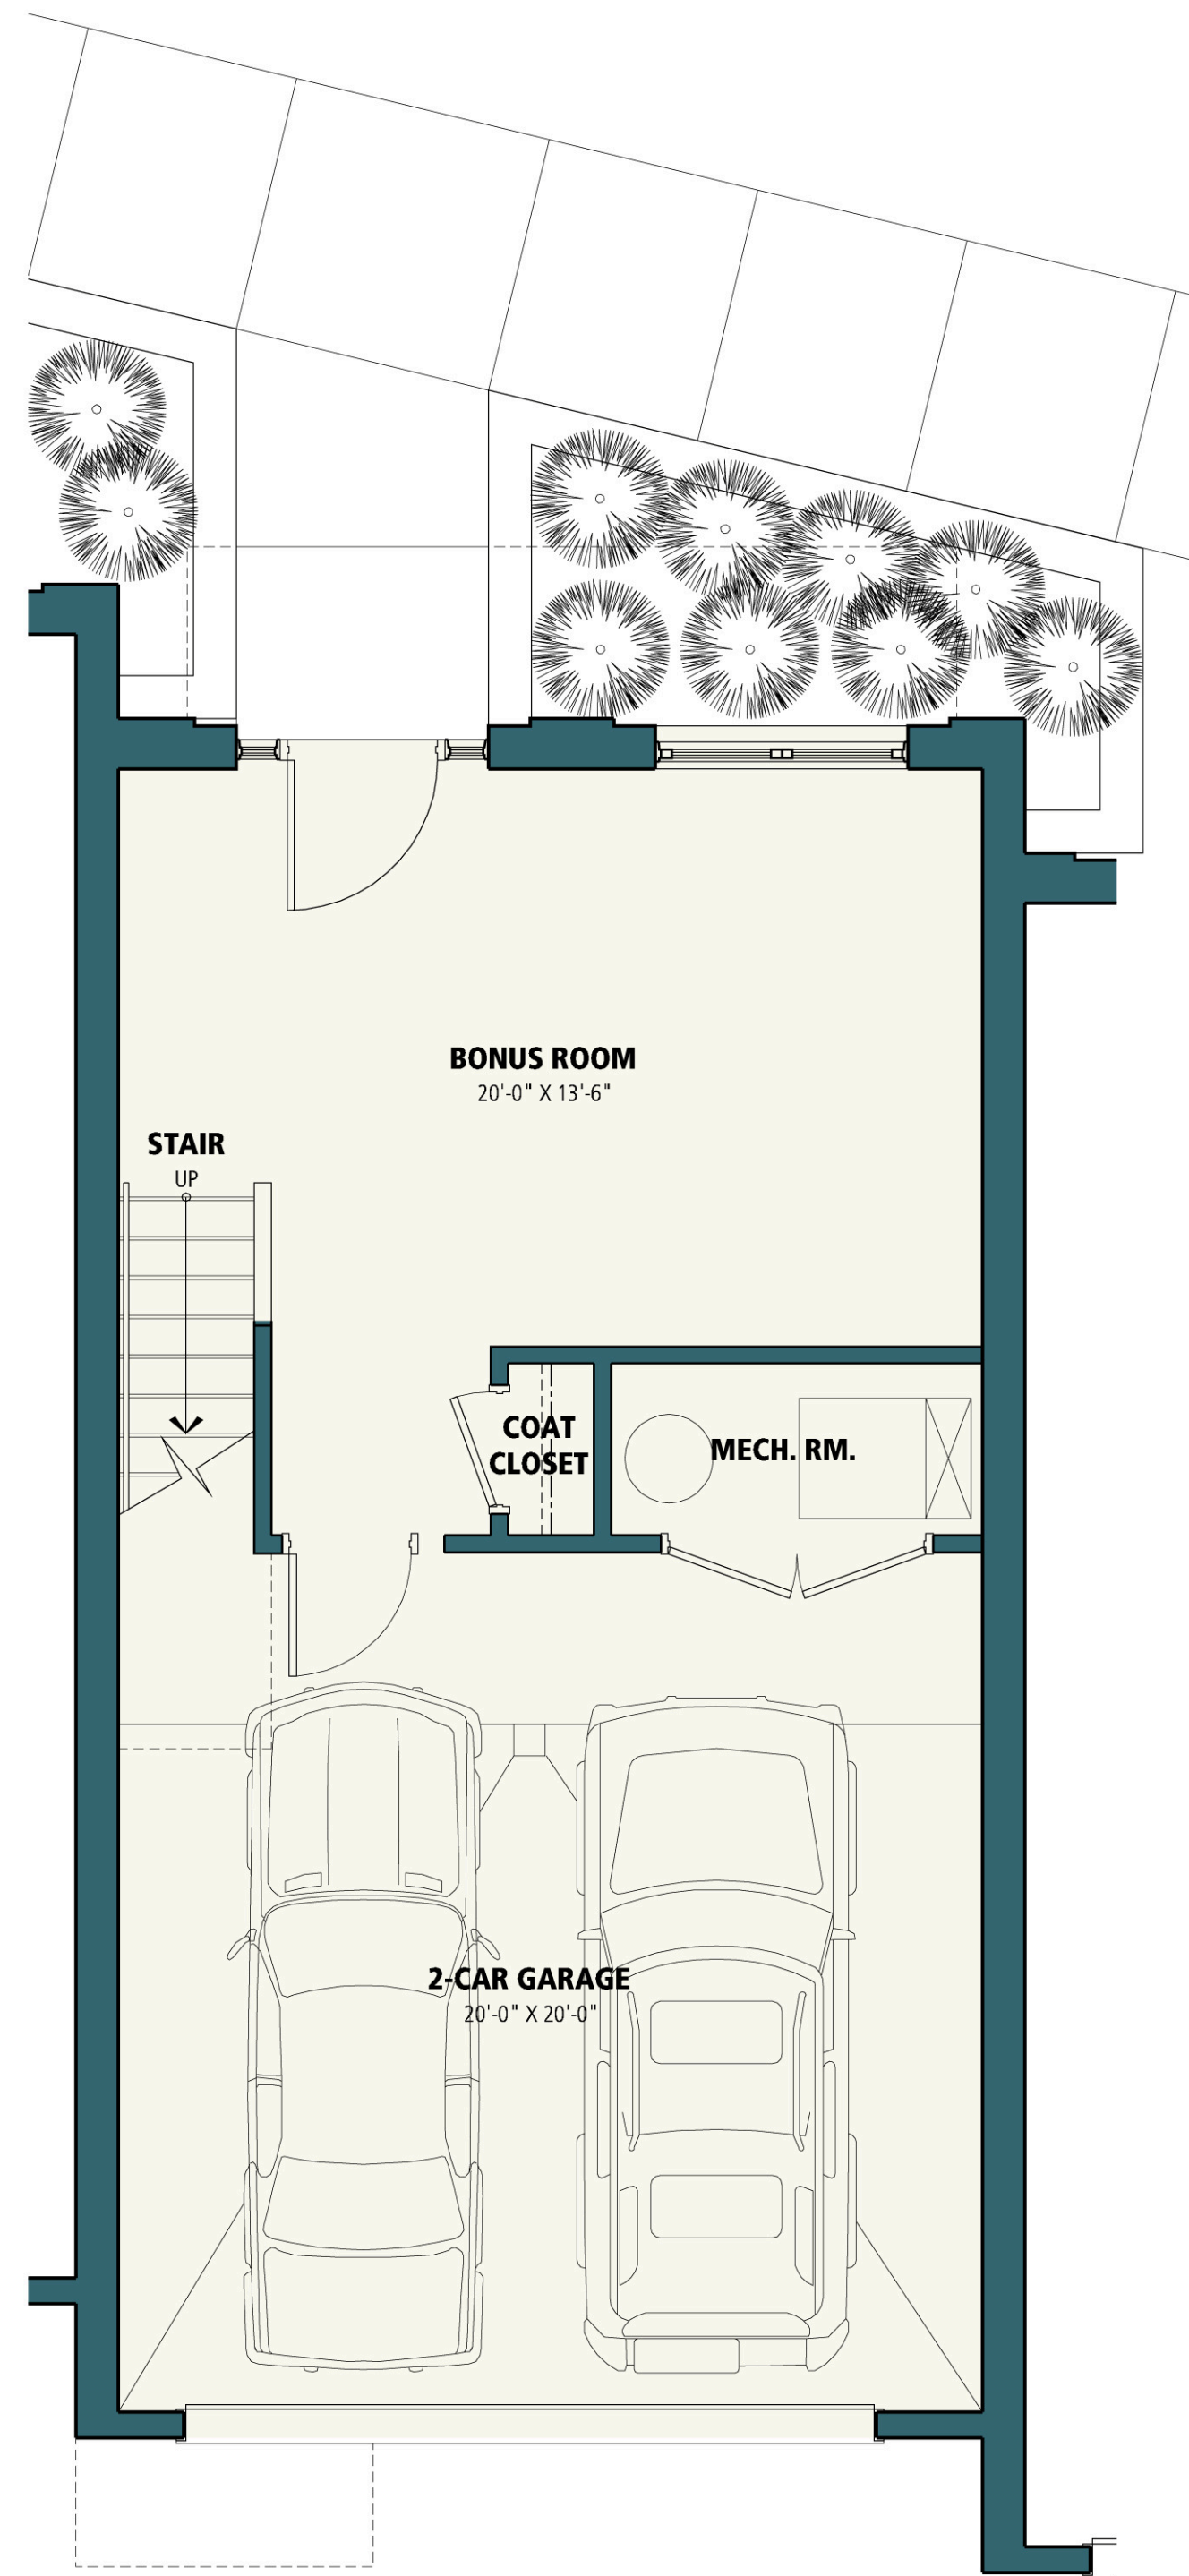 BONUS ROOM
20'-0" X 13'-6"
STAIR
UP
COAT
CLOSET
MECH. RM.
2-CAR GARAGE
20'-0" X 20'-0"